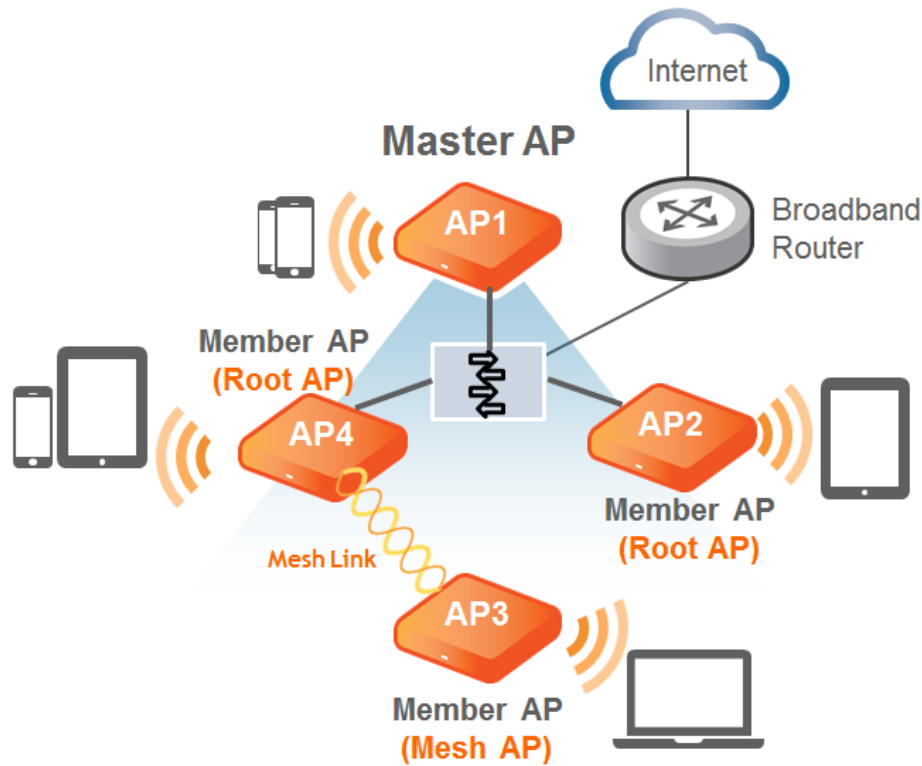 Internet
Master AP
AP1
Broadband
Router
Member AP
(Root AP)
AP4
AP2
Member AP
(Root AP)
Mesh Link
AP3
Member AP
(Mesh AP)